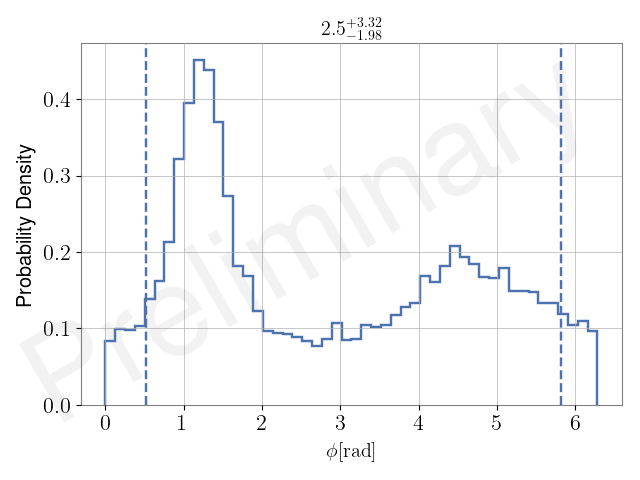 2.5^{+3.32}_{-1.98}
Probability Density
0.4
0.3
0.2
0.1
0.0
0 1 2 3 4 5 6
ϕ[rad]
Preliminary